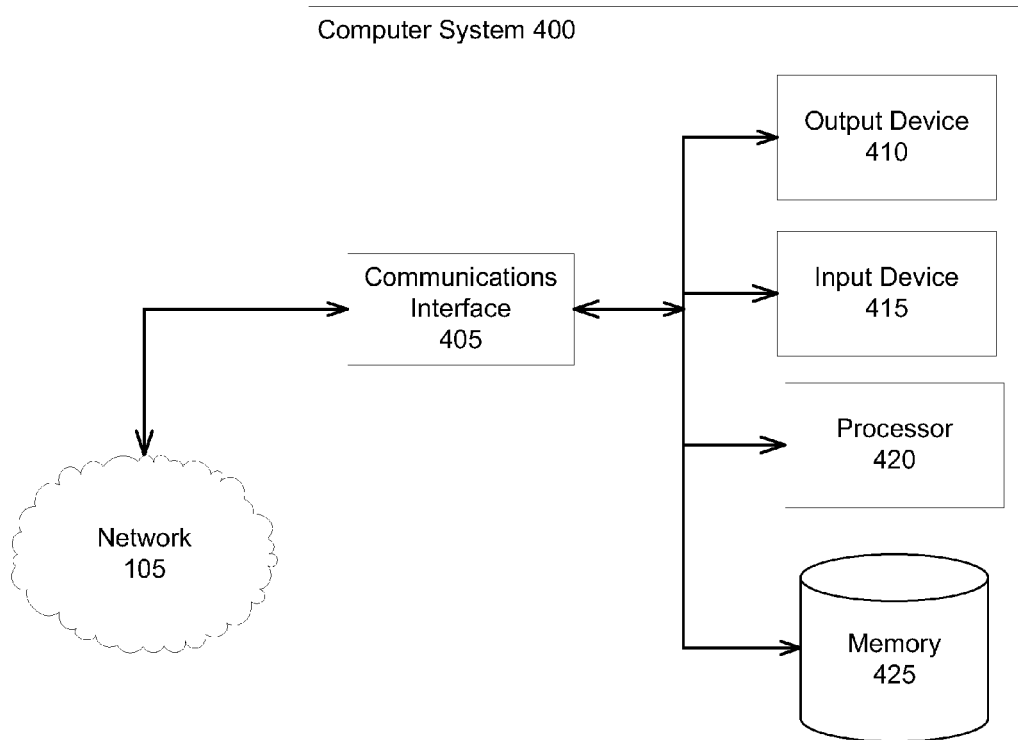 Computer System 400
Output Device
410
Communications
Interface
405
Input Device
415
Processor
420
Network
105
Memory
425